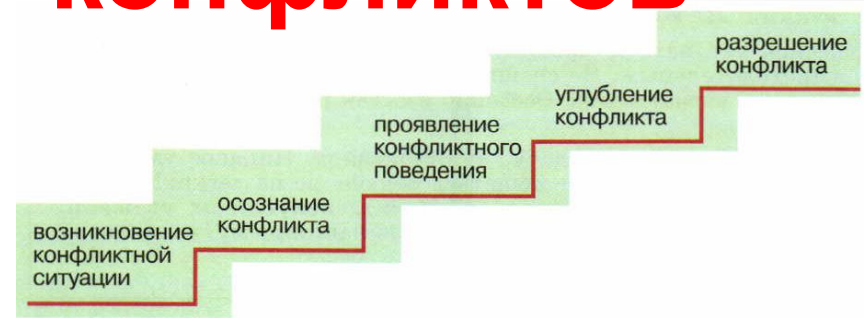 конфликтов
возникновение
конфликтной
ситуации
осознание
конфликта
проявление
конфликтного
поведения
углубление
конфликта
разрешение
конфликта